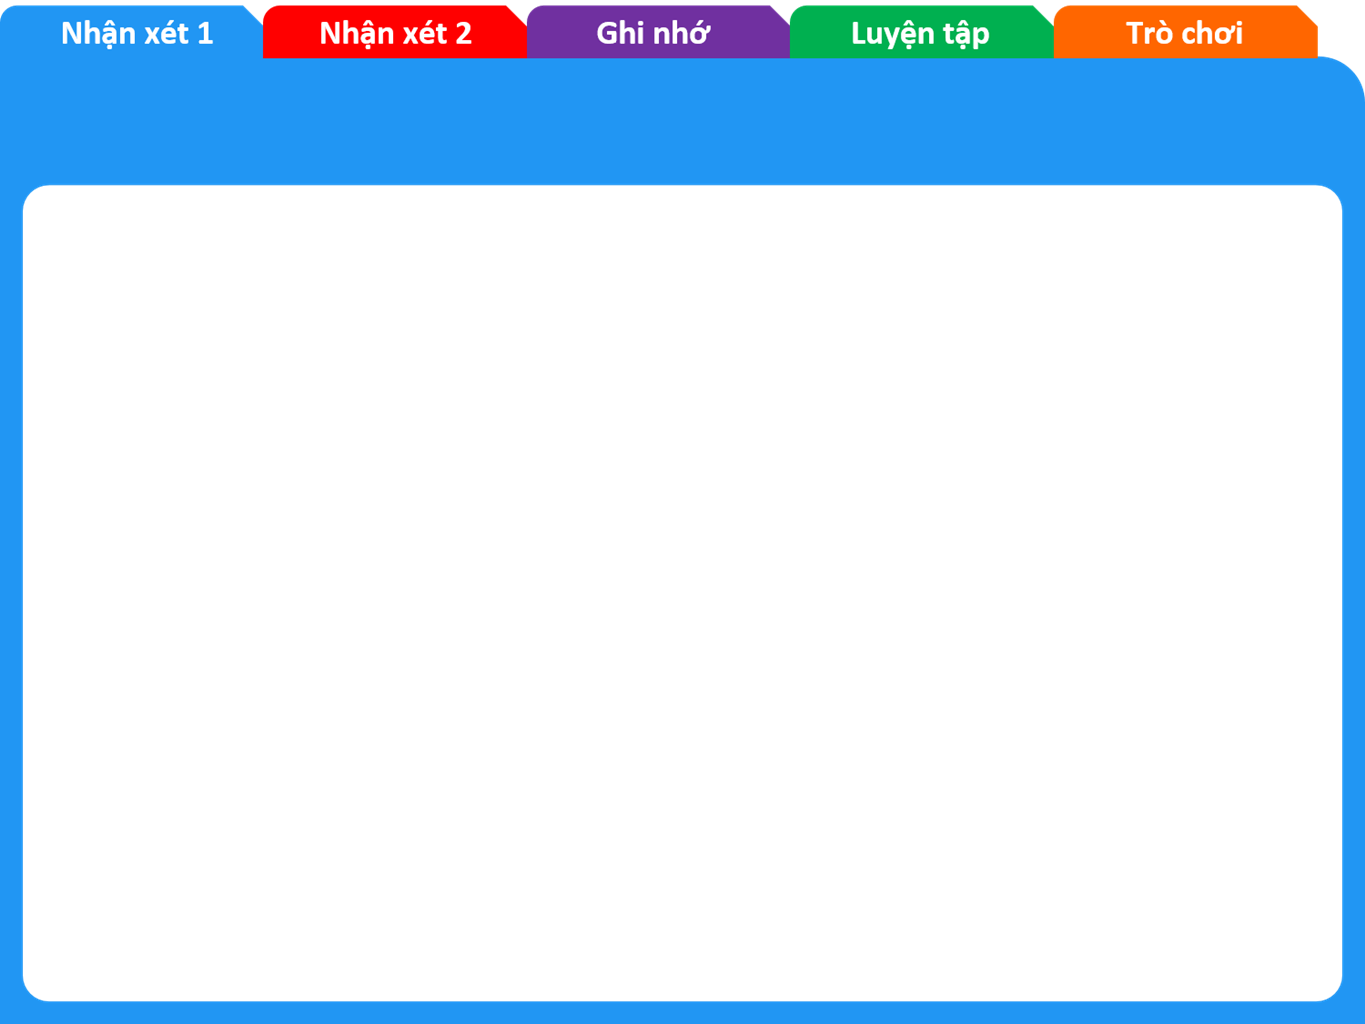 Nhận xét 1
Nhận xét 2
Ghi nhớ
Luyện tập
Trò chơi